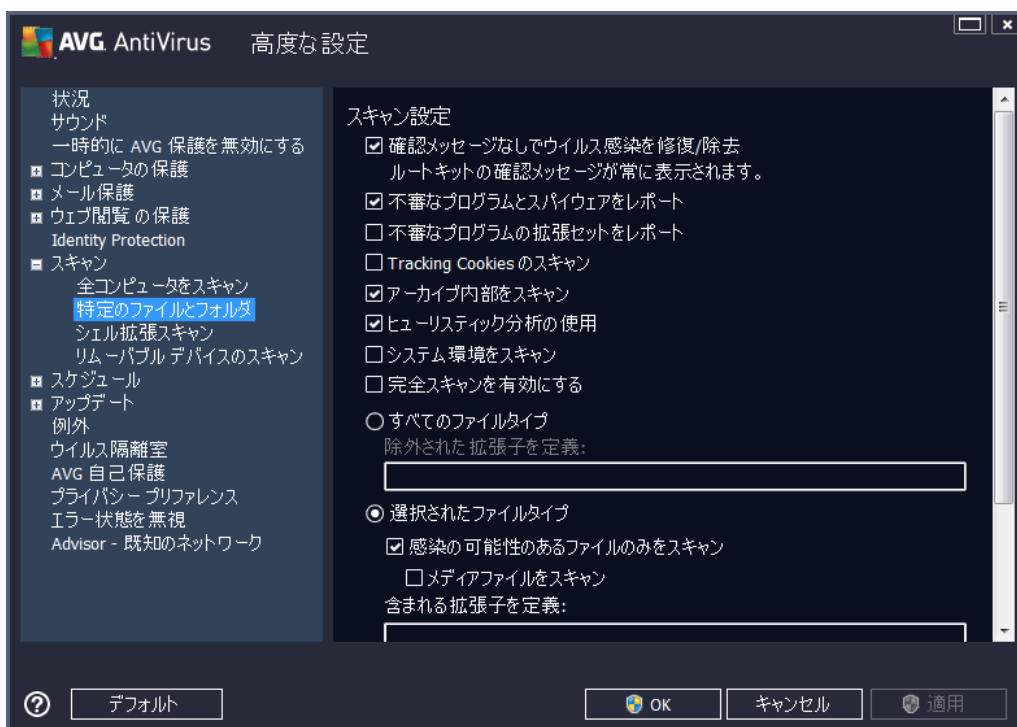 AVG. AntiVirus 高度な設定
状況
サウンド
一時的に AVG 保護を無効にする
コンピュータの保護
メール保護
ウェブ閲覧 の保護
Identity Protection
スキャン
全コンピュータをスキャン
特定のファイルとフォルダ
シェル拡張スキャン
リムーバブル デバイスのスキャン
スケジュール
アップデート
例外
ウイルス隔離室
AVG 自己保護
プライバシー プリファレンス
エラー状態を無視
Advisor - 既知のネットワーク
スキャン設定
確認メッセージなしでウイルス感染を修復/除去
ルートキットの確認メッセージが常に表示されます。
不審なプログラムとスパイウェアをレポート
不審なプログラムの拡張セットをレポート
Tracking Cookies のスキャン
アーカイブ内部をスキャン
ヒューリスティック分析の使用
システム環境をスキャン
完全スキャンを有効にする
すべてのファイルタイプ
除外された拡張子を定義:
選択されたファイルタイプ
感染の可能性のあるファイルのみをスキャン
メディアファイルをスキャン
含まれる拡張子を定義:
デフォルト
OK
キャンセル
適用